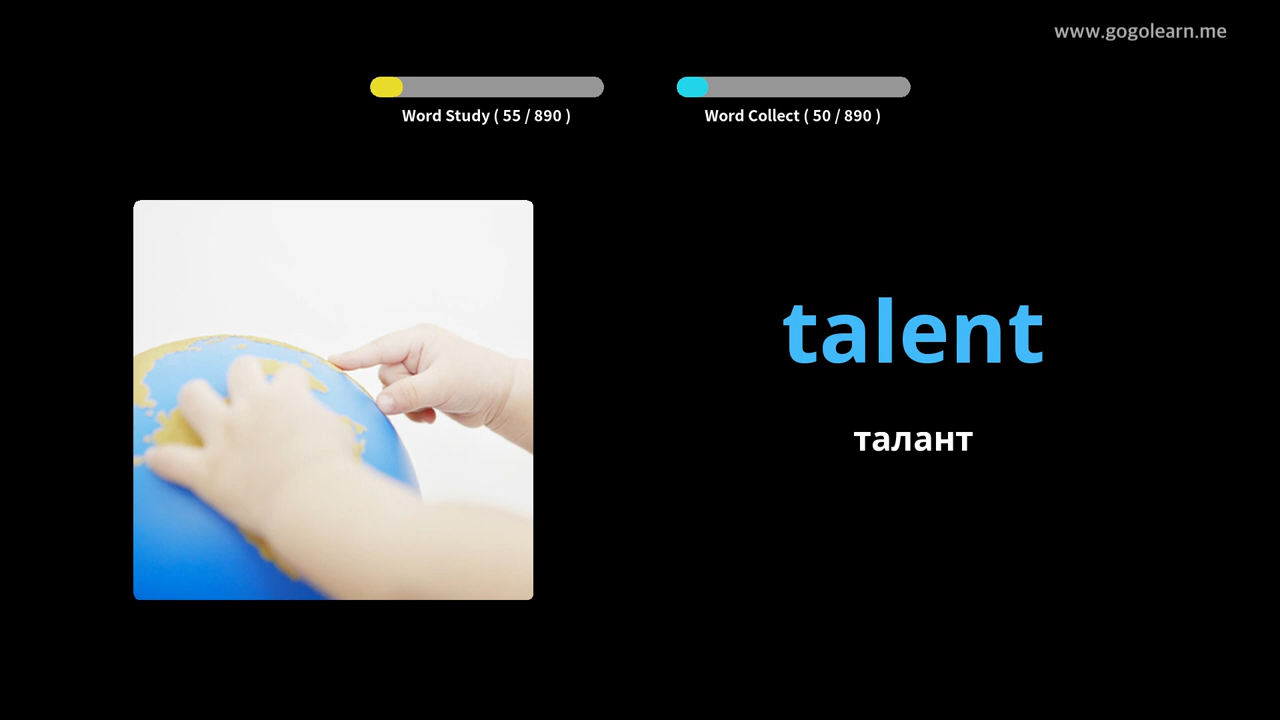 www.gogolearn.me
Word Study ( 55 / 890 )
Word Collect ( 50 / 890 )
talent
талант